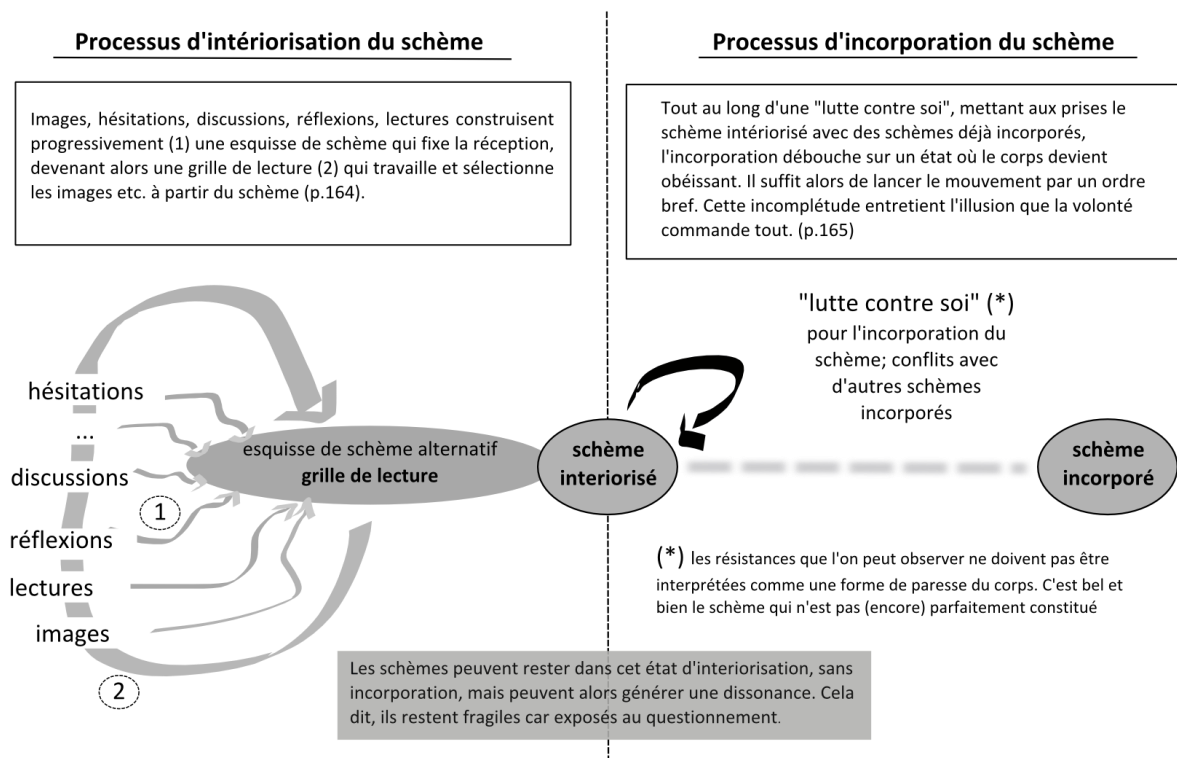 Processus d'intériorisation du schème
Images, hésitations, discussions, réflexions, lectures construisent
progressivement (1) une esquisse de schème qui fixe la réception,
devenant alors une grille de lecture (2) qui travaille et sélectionne
les images etc. à partir du schème (p.164).
Processus d'incorporation du schème
Tout au long d'une "lutte contre soi", mettant aux prises le
schème intériorisé avec des schèmes déjà incorporés,
l'incorporation débouche sur un état où le corps devient
obéissant. Il suffit alors de lancer le mouvement par un ordre
bref. Cette incomplétude entretient l'illusion que la volonté
commande tout. (p.165)
hésitations
...
discussions
1
réflexions
lectures
images
2
esquisse de schème alternatif
grille de lecture
schème
interiorisé
"lutte contre soi" (*)
pour l'incorporation du
schème; conflits avec
d'autres schèmes
incorporés
schème
incorporé
(*) les résistances que l'on peut observer ne doivent pas être
interprétées comme une forme de paresse du corps. C'est bel et
bien le schème qui n'est pas (encore) parfaitement constitué
Les schèmes peuvent rester dans cet état d'interiorisation, sans
incorporation, mais peuvent alors générer une dissonance. Cela
dit, ils restent fragiles car exposés au questionnement.